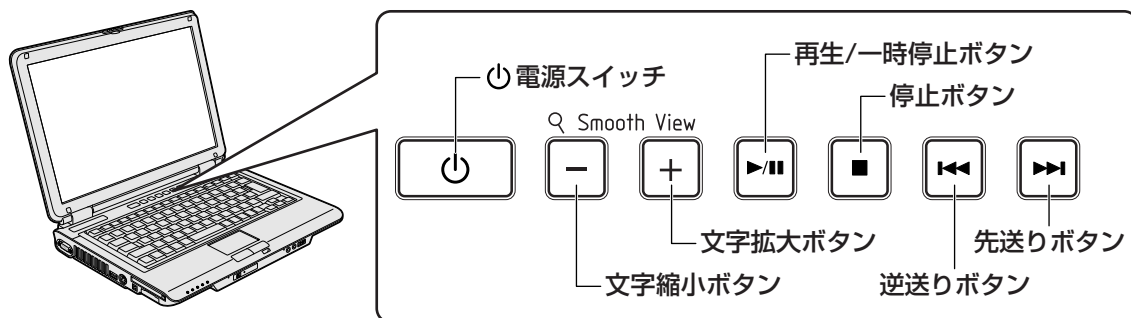 再生/一時停止ボタン
電源スイッチ
停止ボタン
Smooth View
文字拡大ボタン
先送りボタン
文字縮小ボタン
逆送りボタン